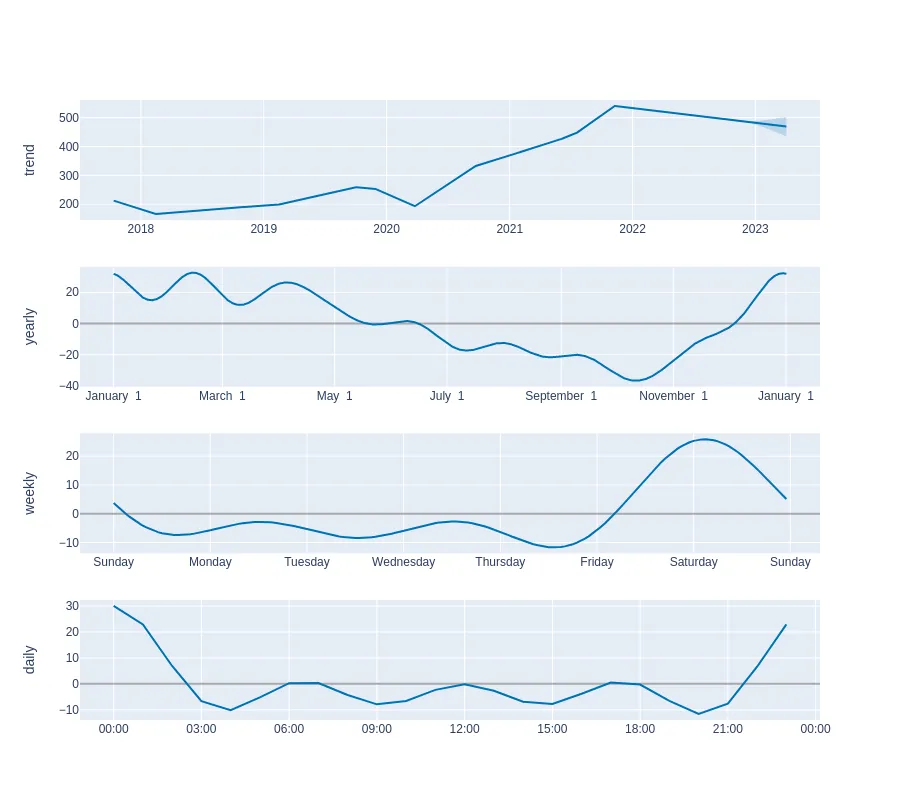 trend
500
400
300
200
2018 2019 2020 2021 2022 2023
yearly
20
0
−20
−40
January 1 March 1 May 1 July 1 September 1 November 1 January 1
weekly
20
10
0
−10
Sunday Monday Tuesday Wednesday Thursday Friday Saturday Sunday
daily
30
20
10
0
−10
00:00 03:00 06:00 09:00 12:00 15:00 18:00 21:00 00:00